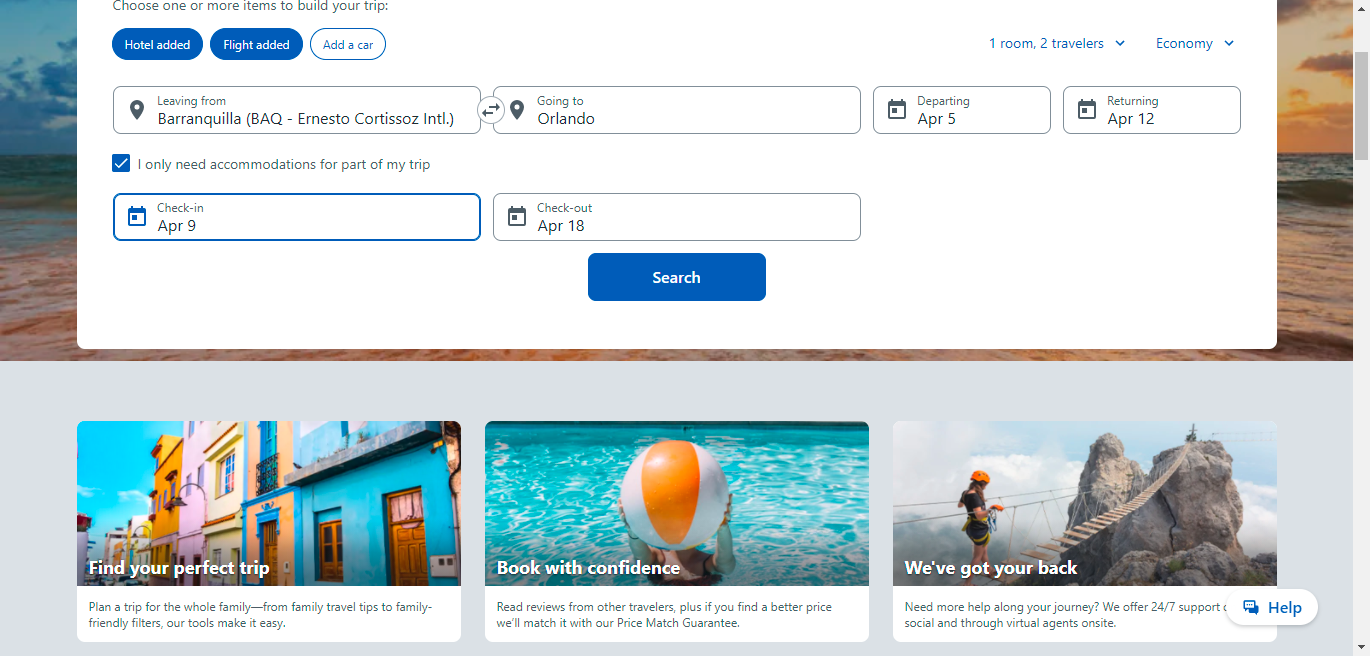 Choose one or more items to build your trip:
Hotel added
Flight added
Add a car
1 room, 2 travelers
Economy
Leaving from
Barranquilla (BAQ - Ernesto Cortissoz Intl.)
Going to
Orlando
Departing
Apr 5
Returning
Apr 12
I only need accommodations for part of my trip
Check-in
Apr 9
Check-out
Apr 18
Search
Find your perfect trip
Plan a trip for the whole family—from family travel tips to family-
friendly filters, our tools make it easy.
Book with confidence
Read reviews from other travelers, plus if you find a better price
we’ll match it with our Price Match Guarantee.
We've got your back
Need more help along your journey? We offer 24/7 support
social and through virtual agents onsite.
Help